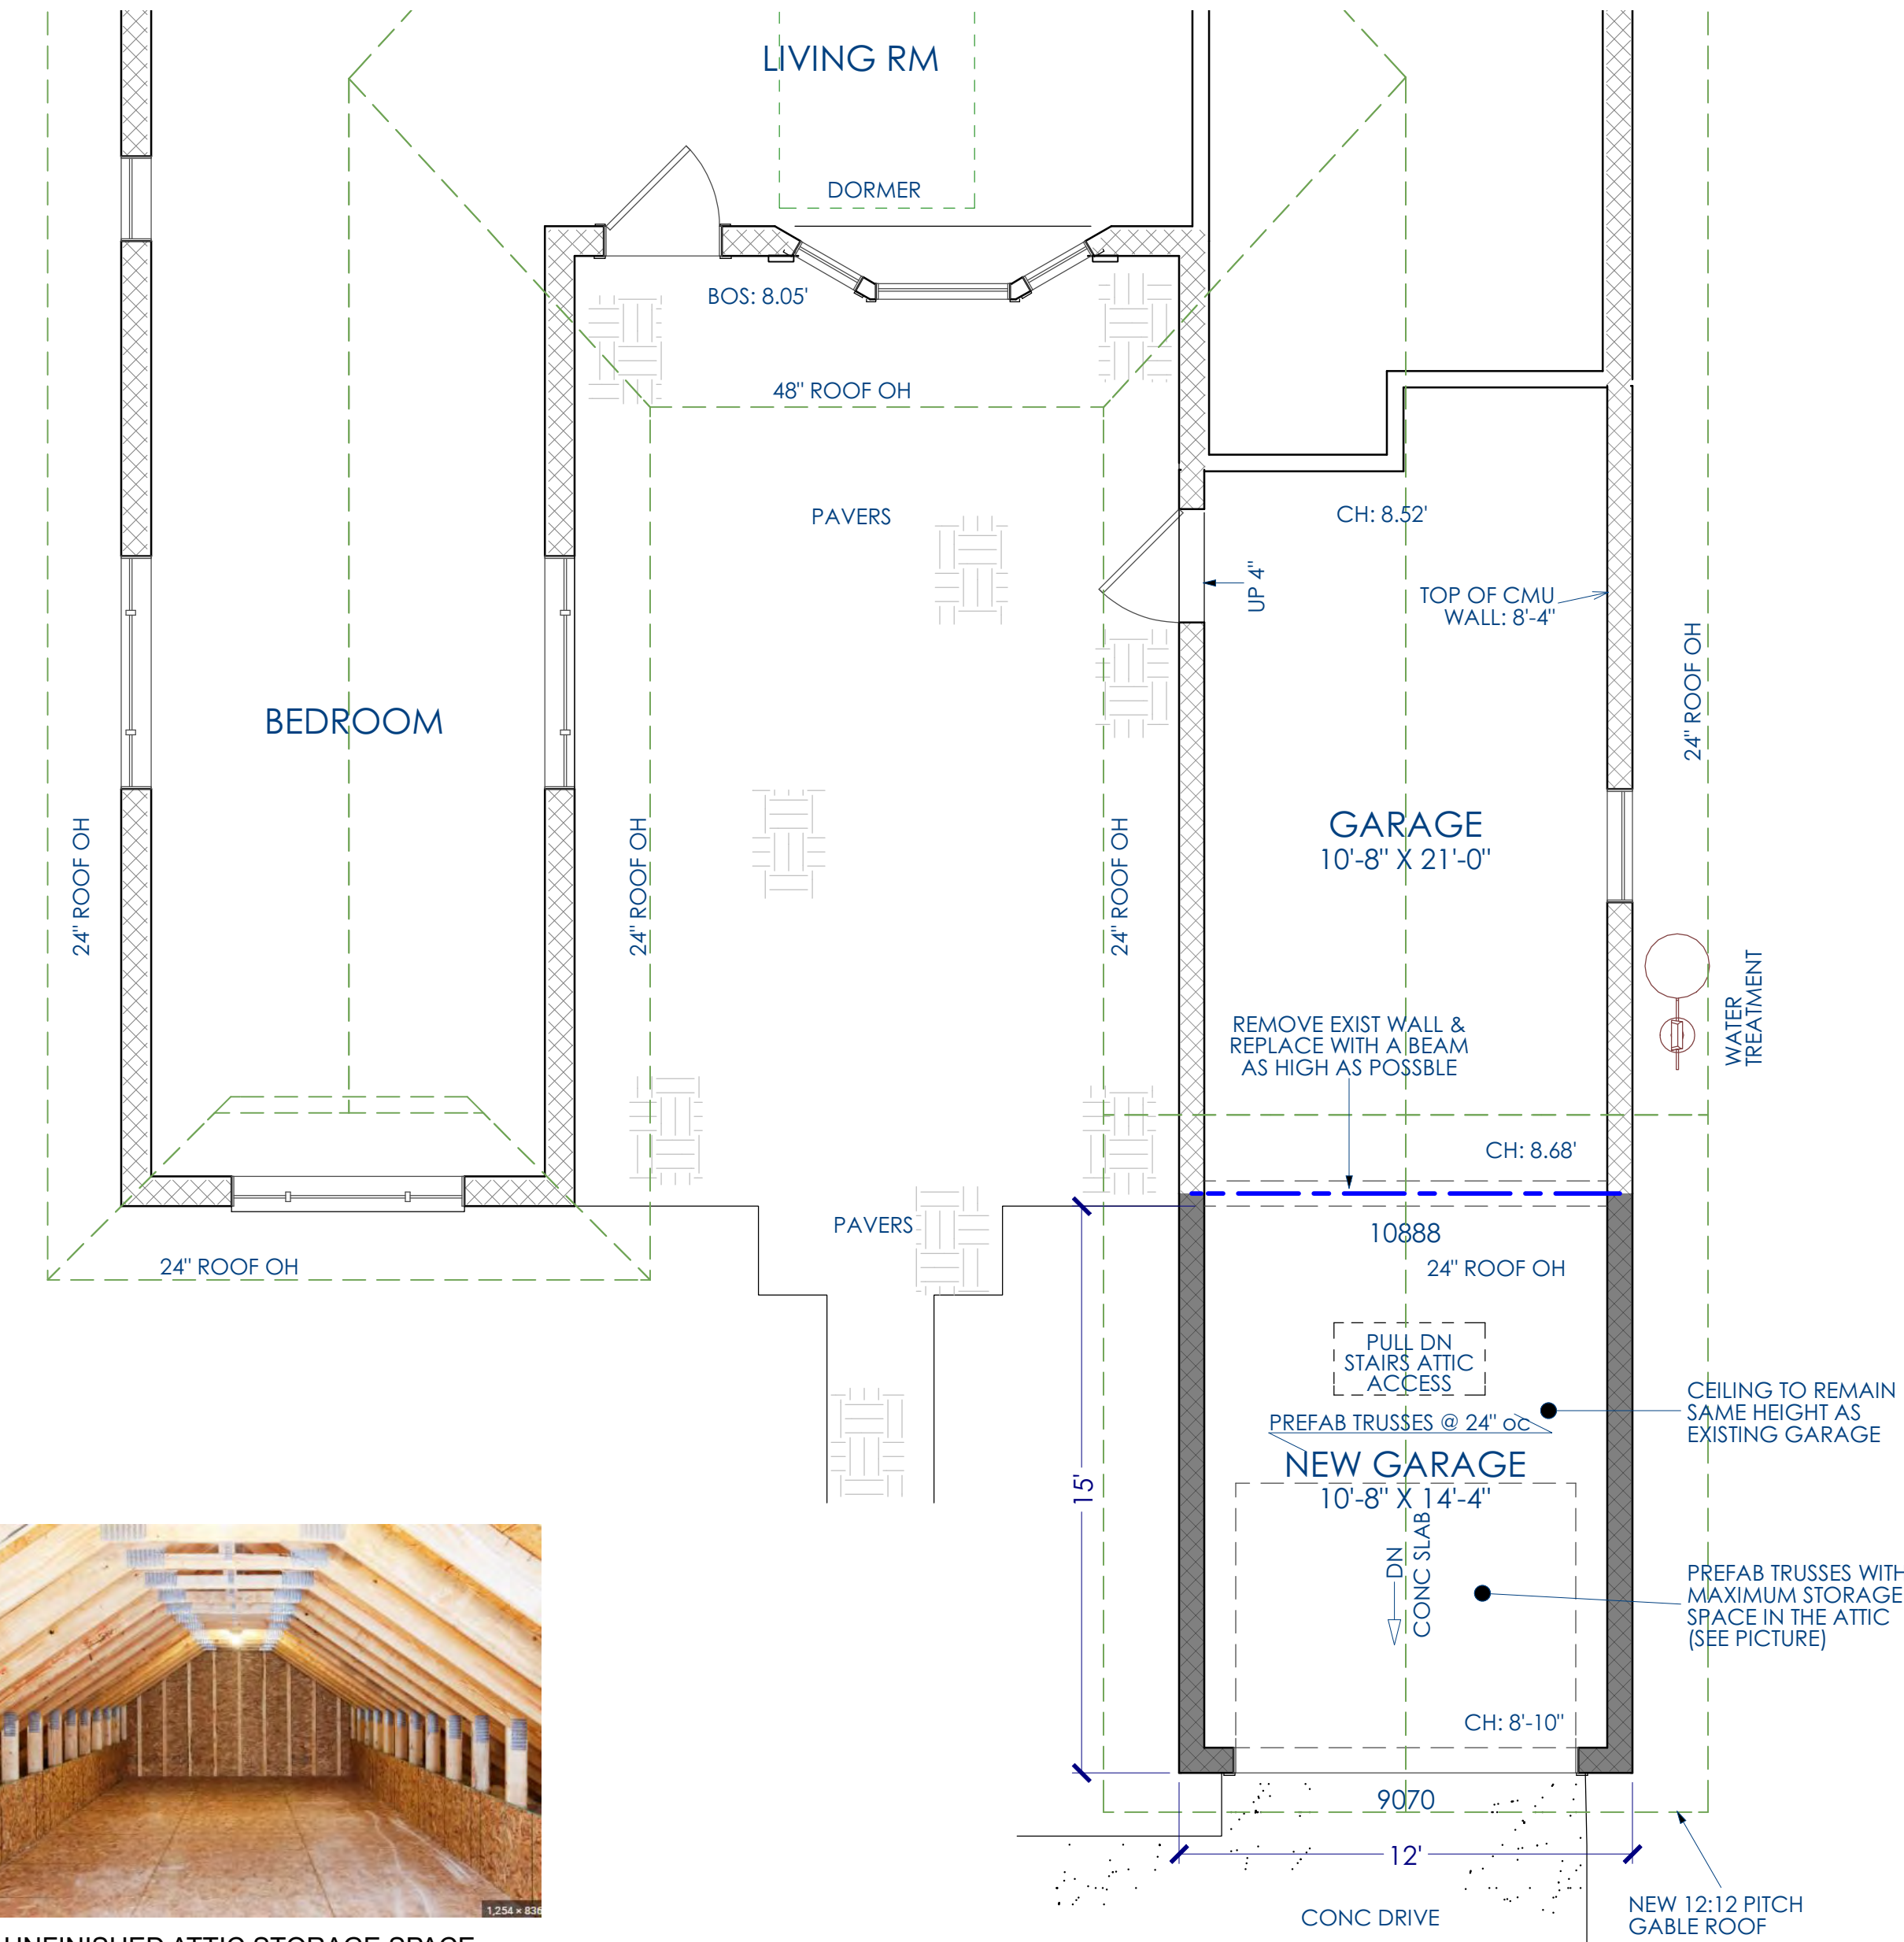 LIVING RM
DORMER
BOS: 8.05'
48" ROOF OH
PAVERS
CH: 8.52'
UP 4"
TOP OF CMU
WALL: 8'-4"
24" ROOF OH
BEDROOM
GARAGE
10'-8" X 21'-0"
24" ROOF OH
24" ROOF OH
24" ROOF OH
WATER
TREATMENT
REMOVE EXIST WALL &
REPLACE WITH A BEAM
AS HIGH AS POSSBLE
CH: 8.68'
PAVERS
10888
24" ROOF OH
24" ROOF OH
PULL DN
STAIRS ATTIC
ACCESS
CEILING TO REMAIN
SAME HEIGHT AS
EXISTING GARAGE
PREFAB TRUSSES @ 24" oc
NEW GARAGE
10'-8" X 14'-4"
15'
DN
CONC SLAB
PREFAB TRUSSES WITH
MAXIMUM STORAGE
SPACE IN THE ATTIC
(SEE PICTURE)
CH: 8'-10"
9070
12'
1,254 × 836
CONC DRIVE
NEW 12:12 PITCH
GABLE ROOF
UNFINISHED ATTIC STORAGE SPACE